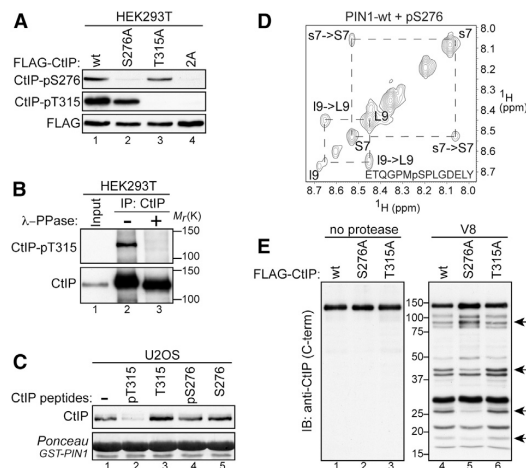 A
HEK293T
FLAG-CtIP: wt S276A T315A 2A
CtIP-pS276
CtIP-pT315
FLAG
1 2 3 4
B
HEK293T
Input IP: CtIP
λ-PPase: – + Mr(K)
CtIP-pT315
150
100
CtIP
150
100
1 2 3
C
U2OS
CtIP peptides: – pT315 T315 pS276 S276
CtIP
Ponceau
GST-PIN1
1 2 3 4 5
D
PIN1-wt + pS276
s7->S7 s7
L9
l9->L9
S7 s7->S7
l9 l9->L9
ETQGPMpSPLGDELY
8.0
8.1
8.2
8.3
8.4
8.5
8.6
8.7
¹H
(ppm)
8.7 8.6 8.5 8.4 8.3 8.2 8.1 8.0
¹H (ppm)
E
no protease V8
FLAG-CtIP: wt S276A T315A wt S276A T315A
IB: anti-CtIP (C-term)
150
100
75
50
37
25
20
15
1 2 3 4 5 6